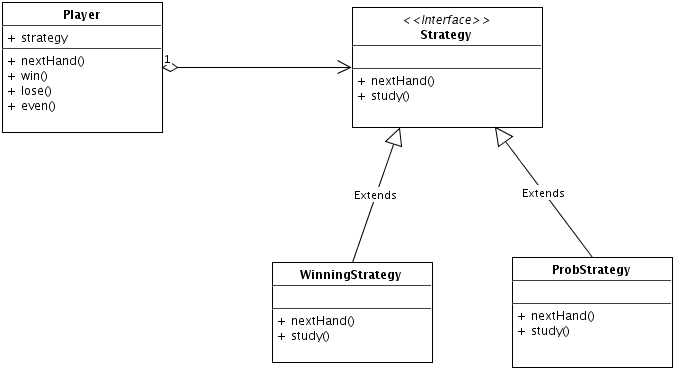 Player
+ strategy
+ nextHand()
+ win()
+ lose()
+ even()
1
<<Interface>>
Strategy
+ nextHand()
+ study()
Extends
Extends
WinningStrategy
+ nextHand()
+ study()
ProbStrategy
+ nextHand()
+ study()